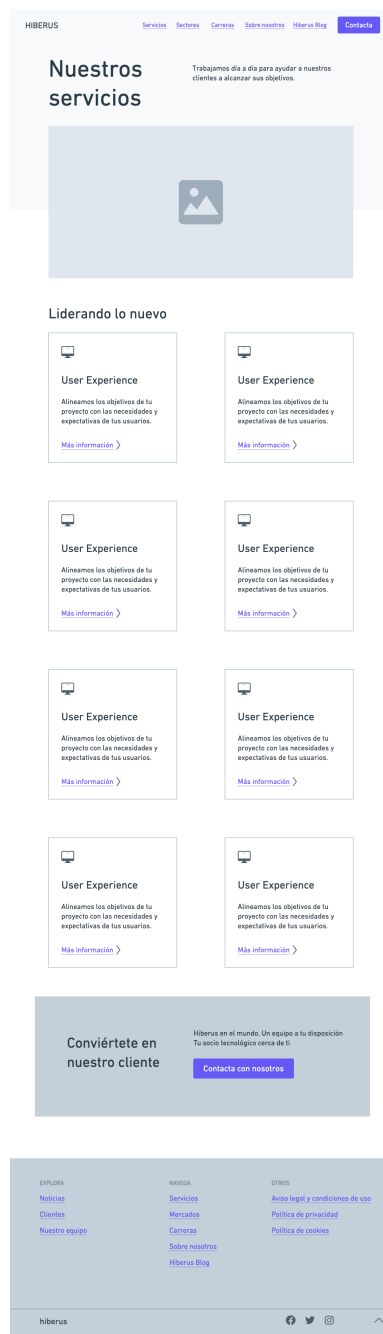 HIBERUS
Servicios Sectores Carreras Sobre nosotros Hiberus Blog Contacta
Nuestros
servicios
Trabajamos día a día para ayudar a nuestros
clientes a alcanzar sus objetivos.
Liderando lo nuevo
User Experience
Alineamos los objetivos de tu
proyecto con las necesidades y
expectativas de tus usuarios.
Más información
User Experience
Alineamos los objetivos de tu
proyecto con las necesidades y
expectativas de tus usuarios.
Más información
User Experience
Alineamos los objetivos de tu
proyecto con las necesidades y
expectativas de tus usuarios.
Más información
User Experience
Alineamos los objetivos de tu
proyecto con las necesidades y
expectativas de tus usuarios.
Más información
User Experience
Alineamos los objetivos de tu
proyecto con las necesidades y
expectativas de tus usuarios.
Más información
User Experience
Alineamos los objetivos de tu
proyecto con las necesidades y
expectativas de tus usuarios.
Más información
User Experience
Alineamos los objetivos de tu
proyecto con las necesidades y
expectativas de tus usuarios.
Más información
User Experience
Alineamos los objetivos de tu
proyecto con las necesidades y
expectativas de tus usuarios.
Más información
Conviértete en
nuestro cliente
Hiberus en el mundo. Un equipo a tu disposición
Tu socio tecnológico cerca de ti
Contacta con nosotros
EXPLORA
Noticias
Clientes
Nuestro equipo
NAVEGA
Servicios
Mercados
Carreras
Sobre nosotros
Hiberus Blog
OTROS
Aviso legal y condiciones de uso
Política de privacidad
Política de cookies
hiberus